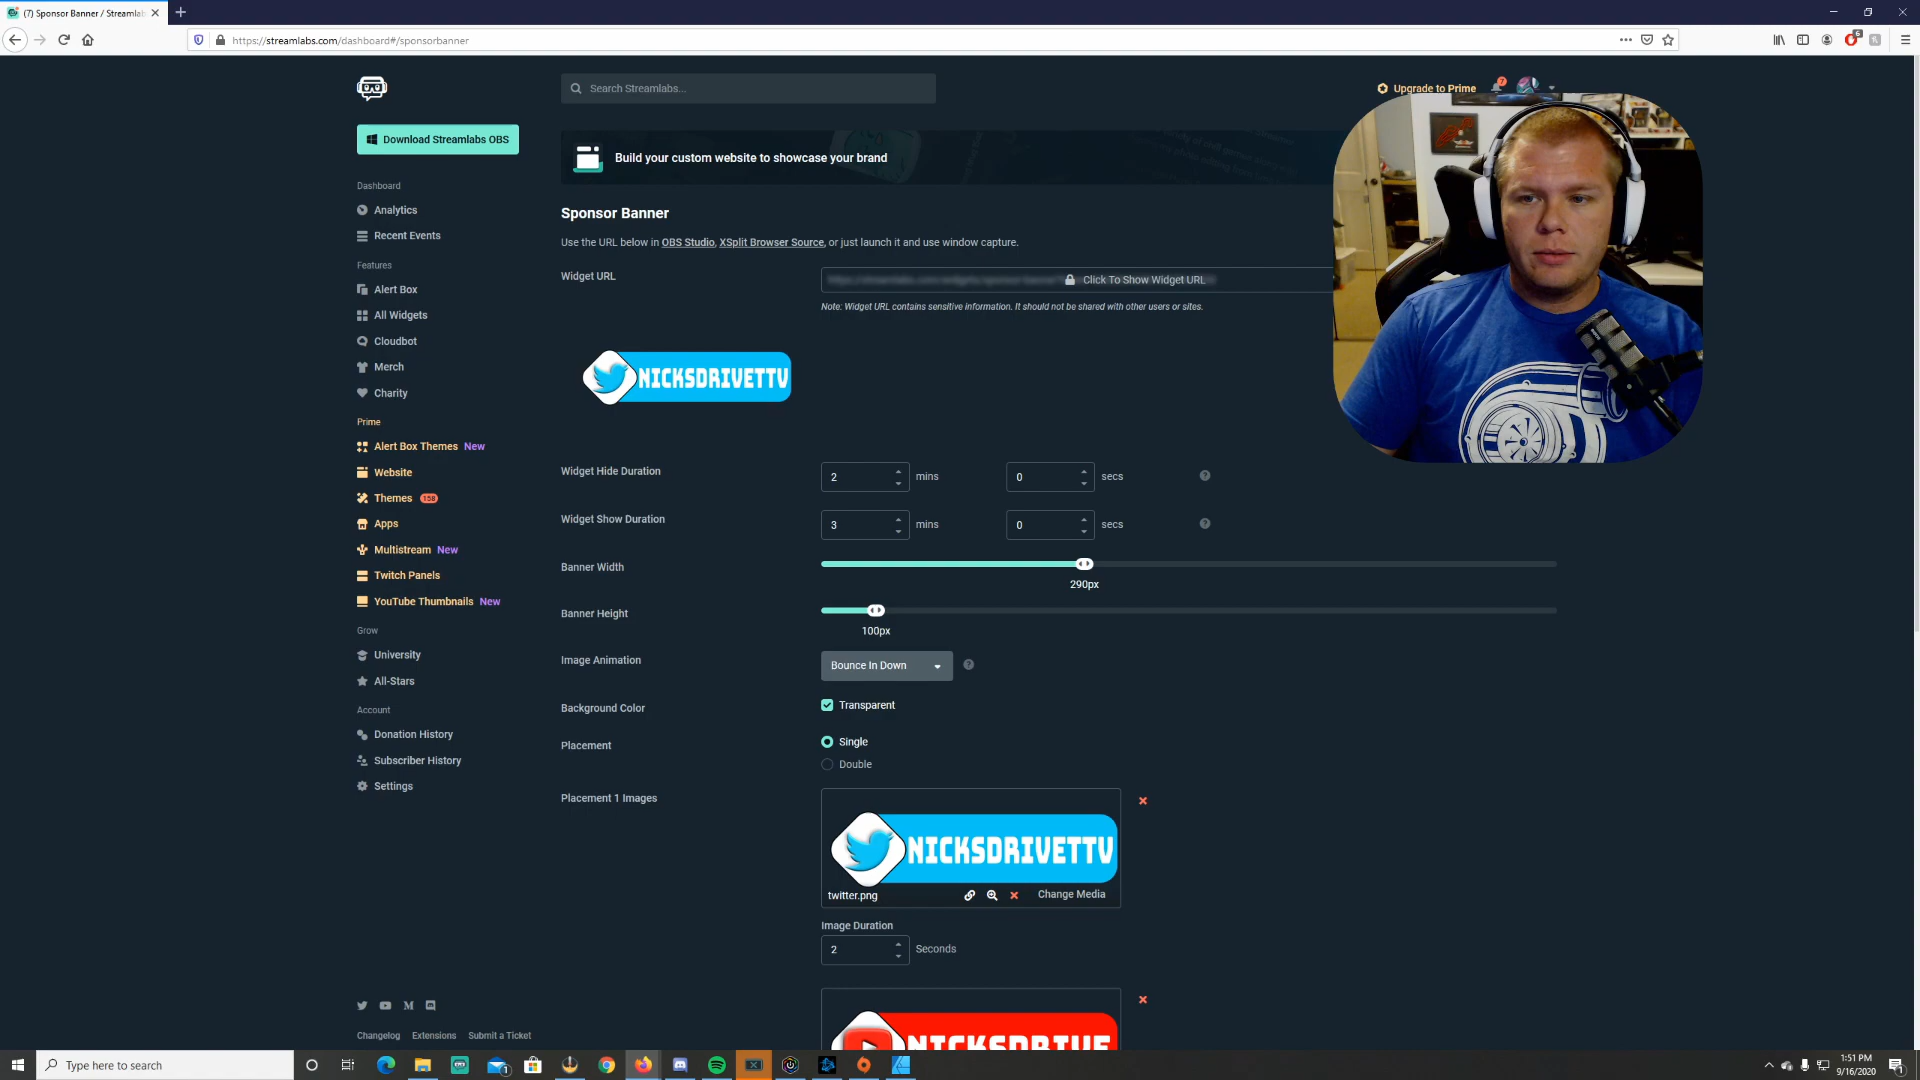 (7) Sponsor Banner / Streamlab
https://streamlabs.com/dashboard#/sponsorbanner
6
Search Streamlabs...
Upgrade to Prime
7
Download Streamlabs OBS
Build your custom website to showcase your brand
Dashboard
Analytics
Recent Events
Features
Alert Box
All Widgets
Cloudbot
Merch
Charity
Prime
Alert Box Themes New
Website
Themes 158
Apps
Multistream New
Twitch Panels
YouTube Thumbnails New
Grow
University
All-Stars
Account
Donation History
Subscriber History
Settings
Changelog Extensions Submit a Ticket
Sponsor Banner
Use the URL below in OBS Studio, XSplit Browser Source, or just launch it and use window capture.
Widget URL
Click To Show Widget URL
Note: Widget URL contains sensitive information. It should not be shared with other users or sites.
NICKSDRIVETTV
Widget Hide Duration
2 mins 0 secs ?
Widget Show Duration
3 mins 0 secs ?
Banner Width
290px
Banner Height
100px
Image Animation
Bounce In Down ?
Background Color
Transparent
Placement
Single
Double
Placement 1 Images
NICKSDRIVETTV
twitter.png
Change Media
Image Duration
2 Seconds
NICKSDRIVE
Type here to search
1
1:51 PM
9/16/2020
1